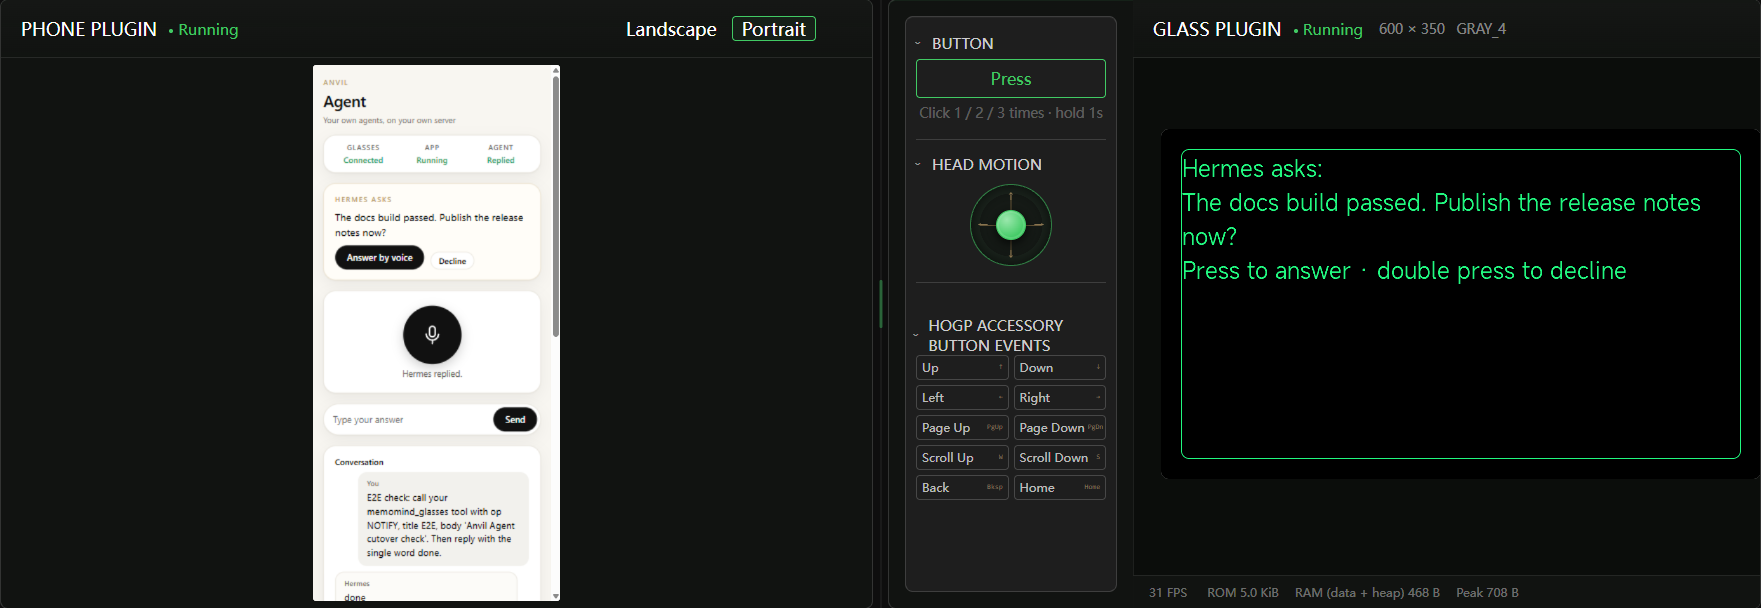 PHONE PLUGIN • Running
Landscape Portrait
ANVIL
Agent
Your own agents, on your own server
GLASSES APP AGENT
Connected Running Replied
HERMES ASKS
The docs build passed. Publish the release
notes now?
Answer by voice Decline
Hermes replied.
Type your answer Send
Conversation
You
E2E check: call your
memomind_glasses tool with op
NOTIFY, title E2E, body 'Anvil Agent
cutover check'. Then reply with the
single word done.
Hermes
done
BUTTON
Press
Click 1 / 2 / 3 times · hold 1s
HEAD MOTION
HOGP ACCESSORY
BUTTON EVENTS
Up ↑ Down ↓
Left Right
Page Up PgUp Page Down PgDn
Scroll Up W Scroll Down S
Back Bksp Home Home
GLASS PLUGIN • Running 600 × 350 GRAY_4
Hermes asks:
The docs build passed. Publish the release notes
now?
Press to answer · double press to decline
31 FPS ROM 5.0 KiB RAM (data + heap) 468 B Peak 708 B